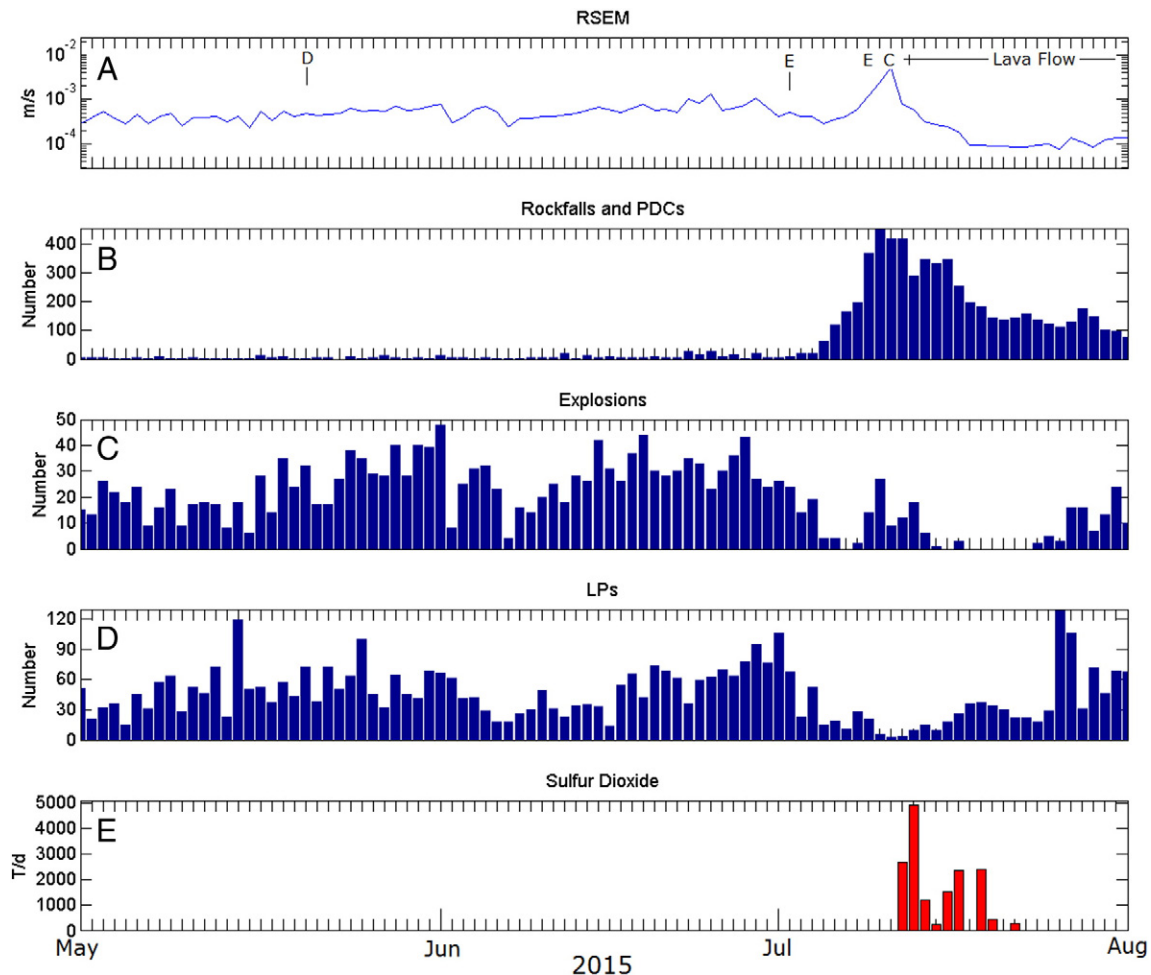 RSEM
A
10^-2
10^-3
10^-4
m/s
D
E
E C
Lava Flow
Rockfalls and PDCs
B
400
300
200
100
0
Number
Explosions
C
50
40
30
20
10
0
Number
LPs
D
120
90
60
30
0
Number
Sulfur Dioxide
E
5000
4000
3000
2000
1000
0
T/d
May
Jun
Jul
Aug
2015